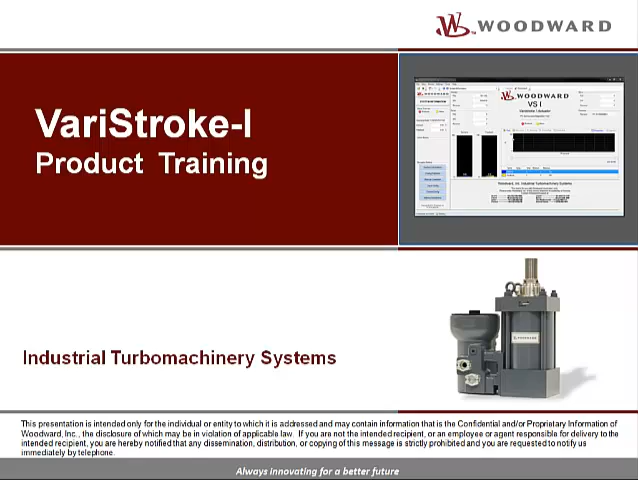 WOODWARD
VariStroke-I
Product Training
WOODWARD
VS I
Industrial Turbomachinery Systems
WOODWARD
This presentation is intended only for the individual or entity to which it is addressed and may contain information that is the Confidential and/or Proprietary Information of
Woodward, Inc., the disclosure of which may be in violation of applicable law. If you are not the intended recipient, or an employee or agent responsible for delivery to the
intended recipient, you are hereby notified that any dissemination, distribution, or copying of this message is strictly prohibited and you are requested to notify us
immediately by telephone.
Always innovating for a better future